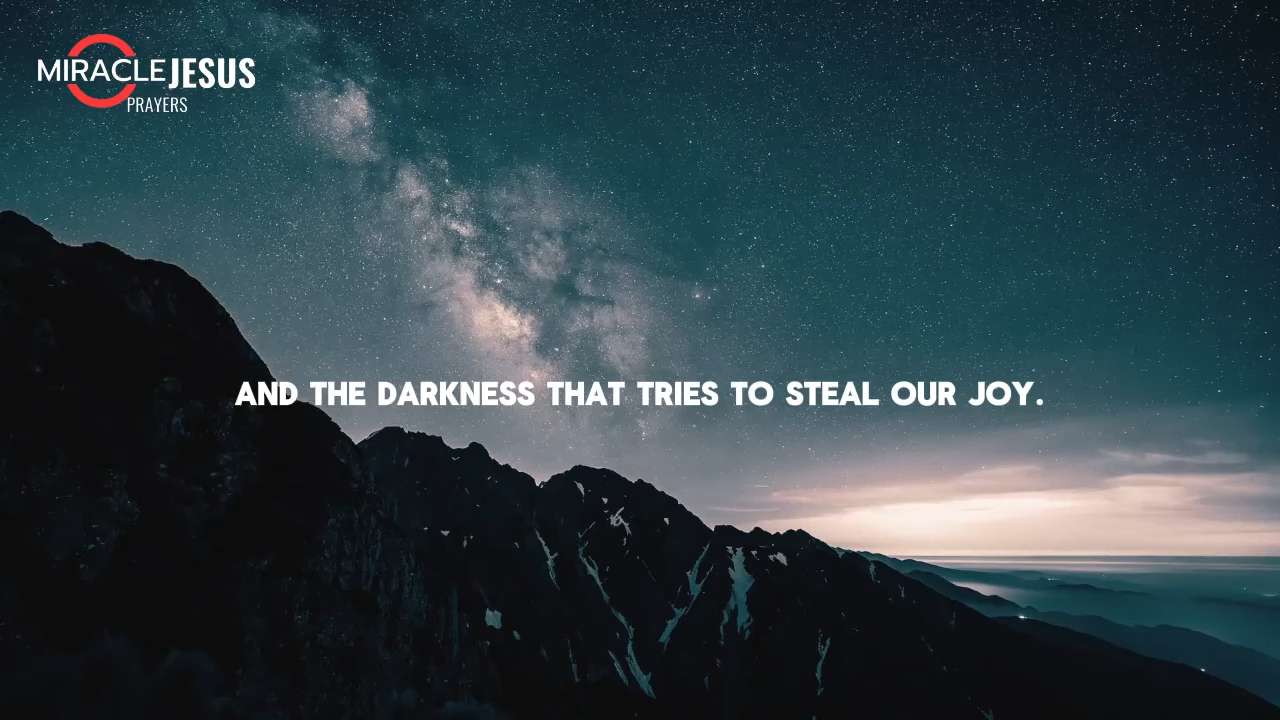 MIRACLE JESUS
PRAYERS
AND THE DARKNESS THAT TRIES TO STEAL OUR JOY.